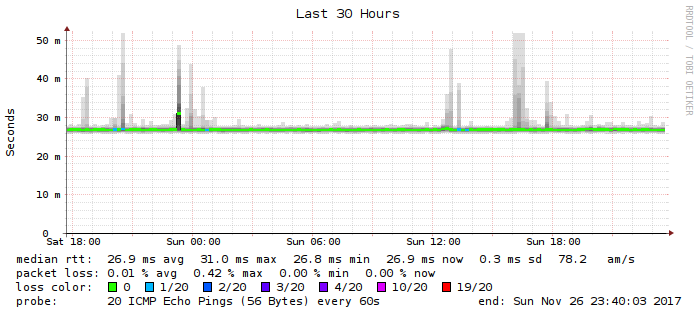 Last 30 Hours
RRDTOOL / TOBI OETIKER
Seconds
50 m
40 m
30 m
20 m
10 m
0
Sat 18:00 Sun 00:00 Sun 06:00 Sun 12:00 Sun 18:00
median rtt: 26.9 ms avg 31.0 ms max 26.8 ms min 26.9 ms now 0.3 ms sd 78.2 am/s
packet loss: 0.01 % avg 0.42 % max 0.00 % min 0.00 % now
loss color: 0 1/20 2/20 3/20 4/20 10/20 19/20
probe: 20 ICMP Echo Pings (56 Bytes) every 60s end: Sun Nov 26 23:40:03 2017